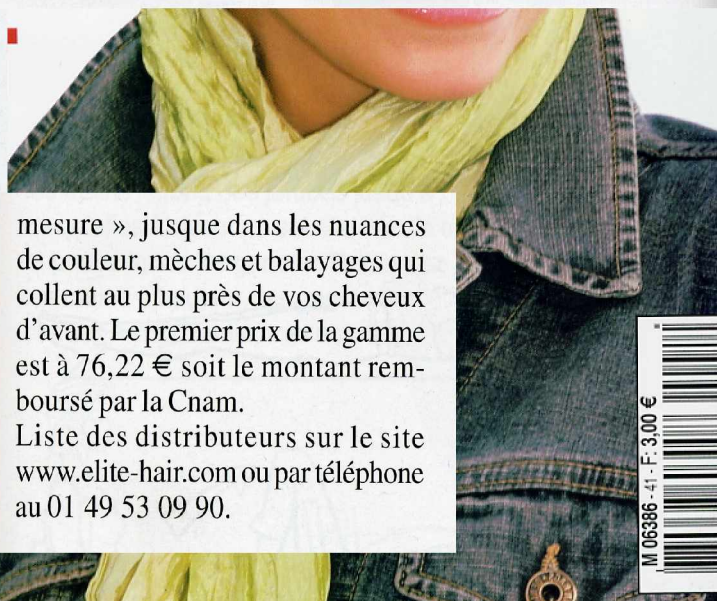 mesure », jusque dans les nuances
de couleur, mèches et balayages qui
collent au plus près de vos cheveux
d'avant. Le premier prix de la gamme
est à 76,22 € soit le montant rem-
boursé par la Cnam.
Liste des distributeurs sur le site
www.elite-hair.com ou par téléphone
au 01 49 53 09 90.
M 06386 - 41 - F: 3,00 €